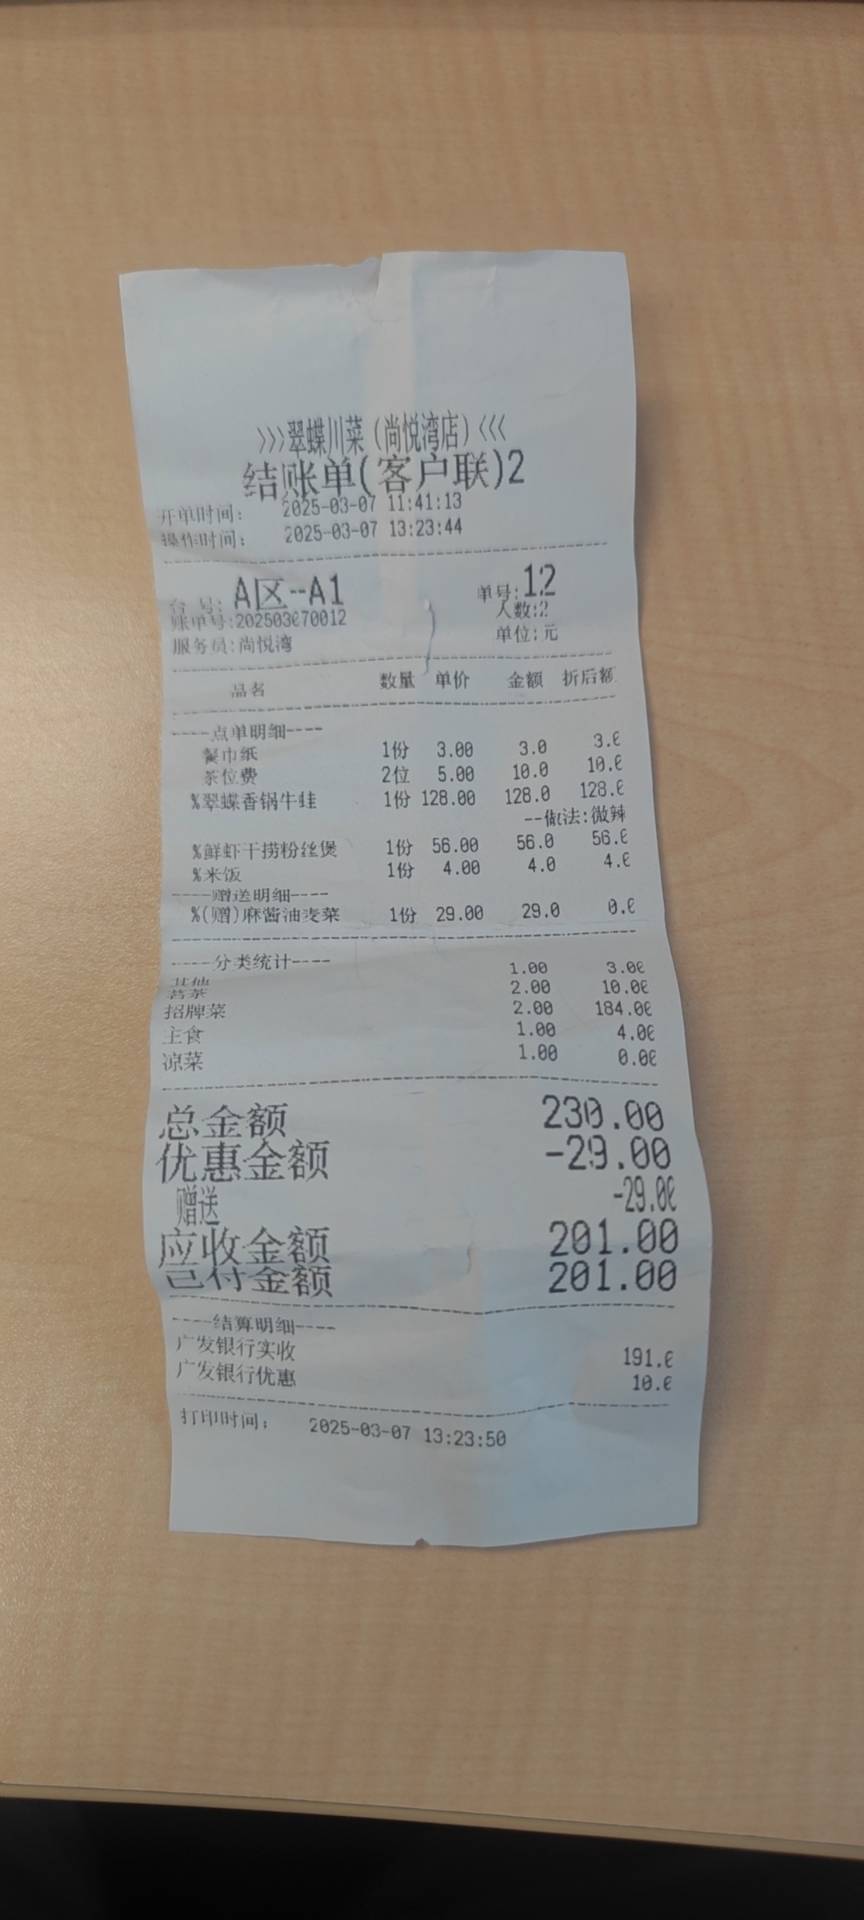 >>>翠蝶川菜(尚悦湾店)<<<
结账单(客户联)2
开单时间: 2025-03-07 11:41:13
操作时间: 2025-03-07 13:23:44
台 号: A区--A1 单号:12
账单号:202503070012 人数:2
服务员:尚悦湾 单位:元
品名 数量 单价 金额 折后额
----点单明细----
餐巾纸 1份 3.00 3.0 3.0
茶位费 2位 5.00 10.0 10.0
%翠蝶香锅牛蛙 1份 128.00 128.0 128.0
--做法:微辣
%鲜虾干捞粉丝煲 1份 56.00 56.0 56.0
%米饭 1份 4.00 4.0 4.0
----赠送明细----
%(赠)麻酱油麦菜 1份 29.00 29.0 0.0
----分类统计----
其他 1.00 3.00
茗茶 2.00 10.00
招牌菜 2.00 184.00
主食 1.00 4.00
凉菜 1.00 0.00
总金额 230.00
优惠金额 -29.00
赠送 -29.00
应收金额 201.00
已付金额 201.00
----结算明细----
广发银行实收 191.0
广发银行优惠 10.0
打印时间: 2025-03-07 13:23:50